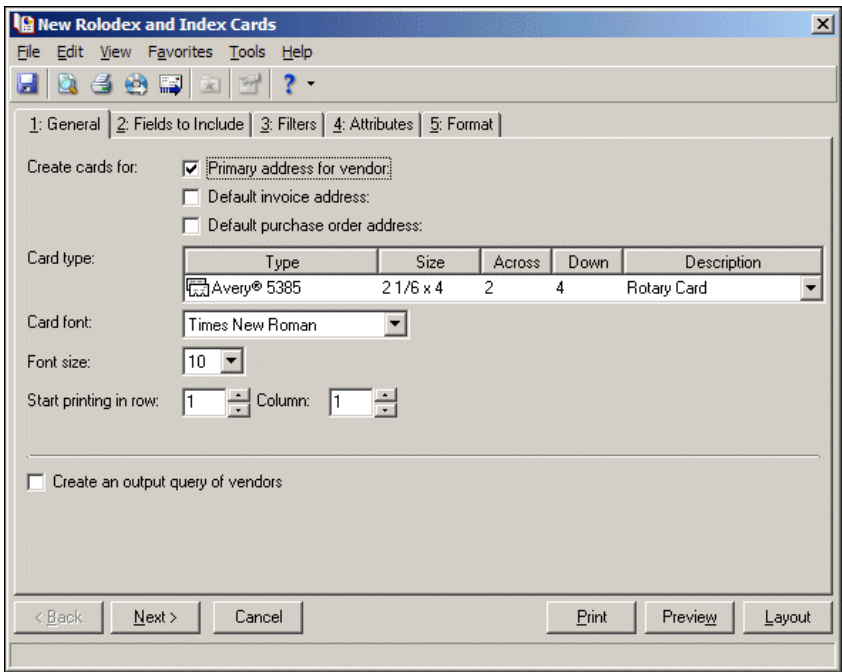 New Rolodex and Index Cards
File Edit View Favorites Tools Help
1: General 2: Fields to Include 3: Filters 4: Attributes 5: Format
Create cards for: Primary address for vendor:
Default invoice address:
Default purchase order address:
Card type: Type Size Across Down Description
Avery® 5385 2 1/6 x 4 2 4 Rotary Card
Card font: Times New Roman
Font size: 10
Start printing in row: 1 Column: 1
Create an output query of vendors
< Back Next > Cancel Print Preview Layout